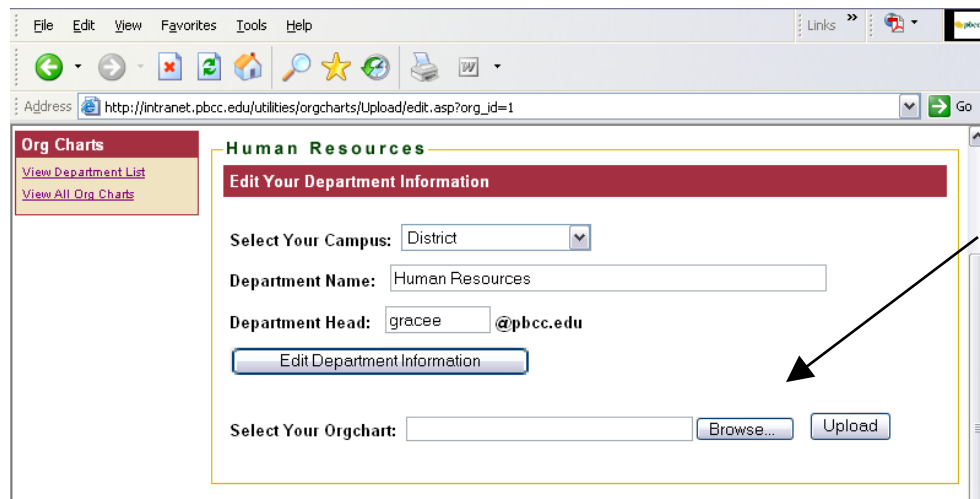 File Edit View Favorites Tools Help Links »
Address http://intranet.pbcc.edu/utilities/orgcharts/Upload/edit.asp?org_id=1 Go
Org Charts
View Department List
View All Org Charts
Human Resources
Edit Your Department Information
Select Your Campus: District
Department Name: Human Resources
Department Head: gracee @pbcc.edu
Edit Department Information
Select Your Orgchart: Browse... Upload